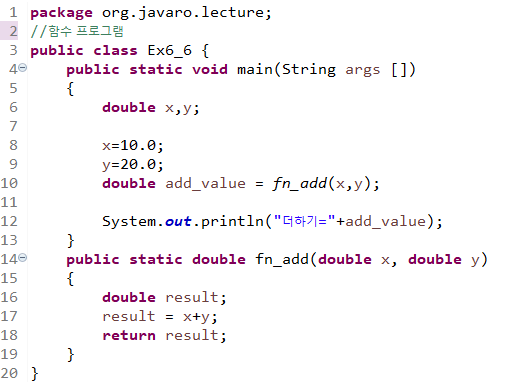 1 package org.javaro.lecture;
2 //함수 프로그램
3 public class Ex6_6 {
4     public static void main(String args [])
5     {
6         double x,y;
7
8         x=10.0;
9         y=20.0;
10         double add_value = fn_add(x,y);
11
12         System.out.println("더하기="+add_value);
13     }
14     public static double fn_add(double x, double y)
15     {
16         double result;
17         result = x+y;
18         return result;
19     }
20 }